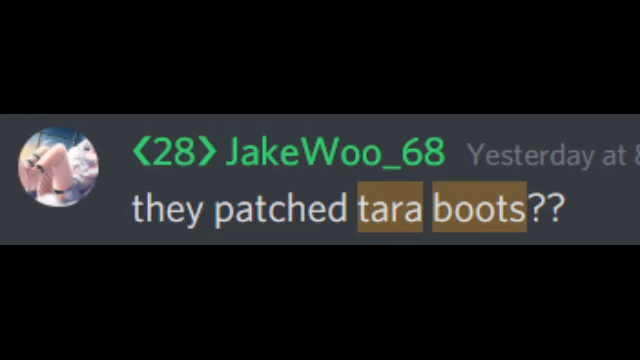 ❮28❯ JakeWoo_68 Yesterday at
they patched tara boots??